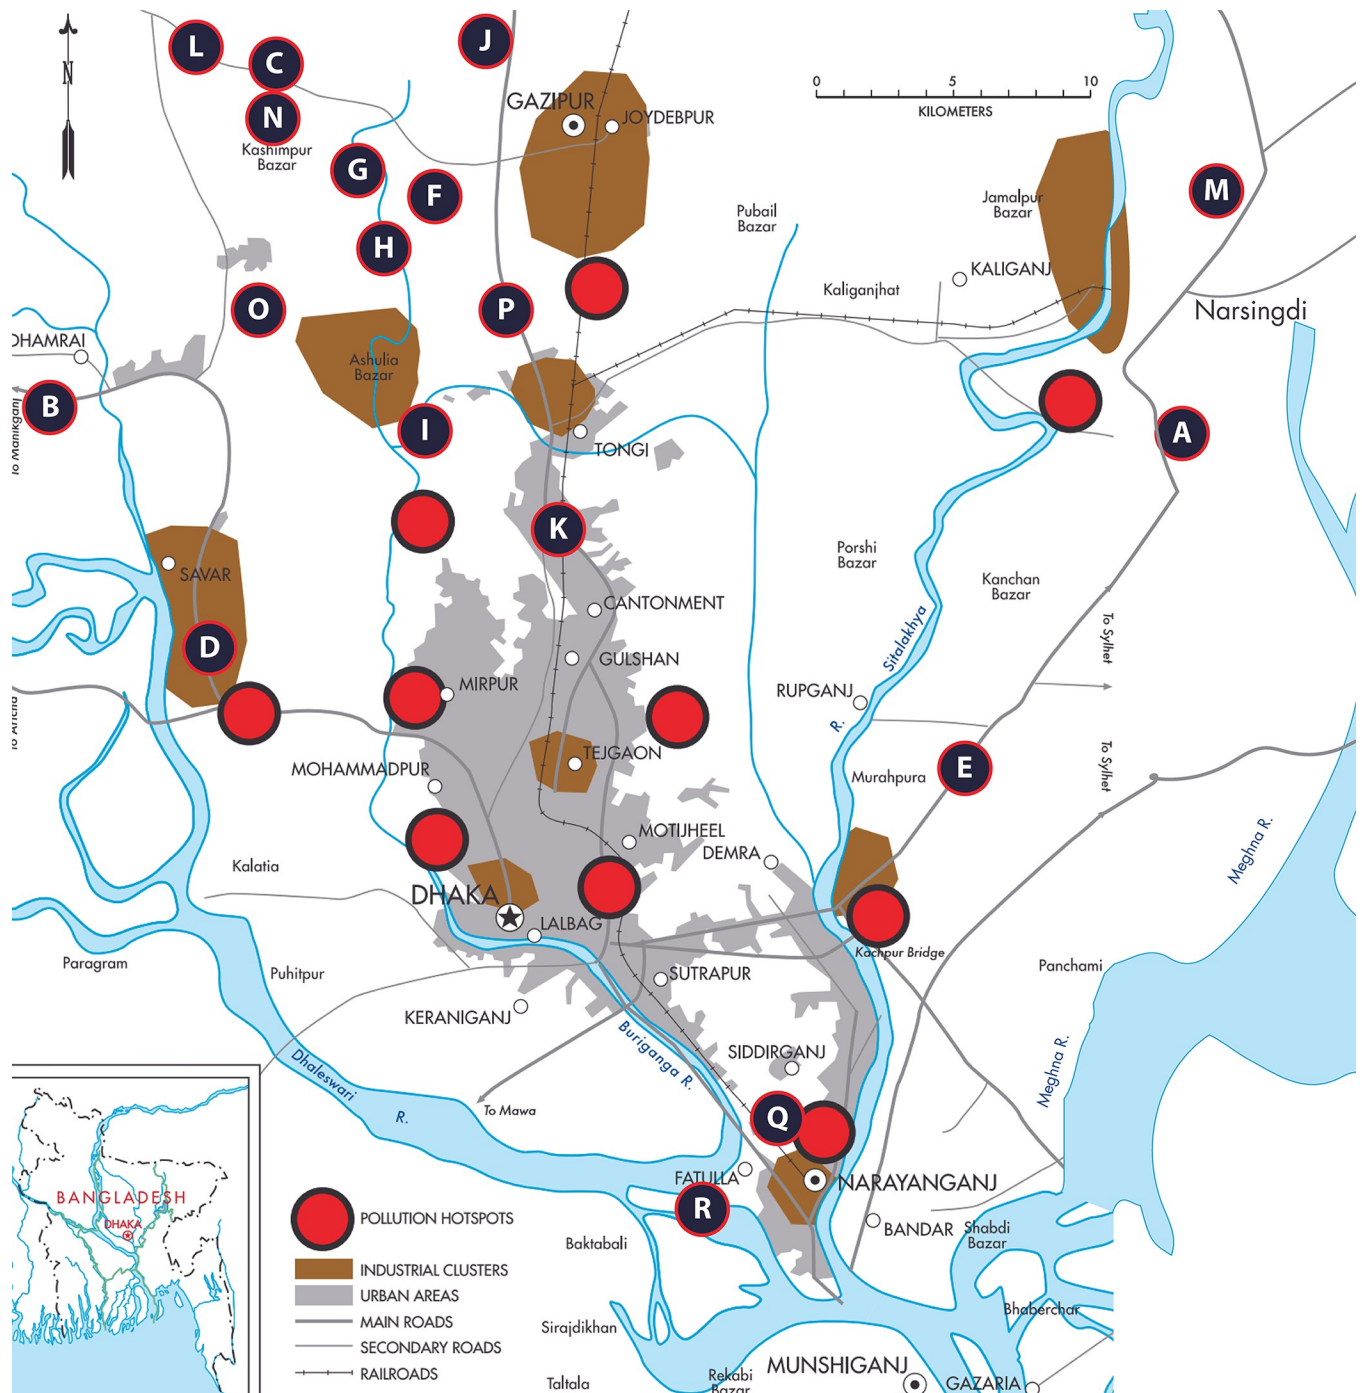 L
C
J
N
N
0
5
10
KILOMETERS
GAZIPUR
JOYDEBPUR
Kashimpur
Bazar
G
F
M
Jamalpur
Bazar
Pubail
Bazar
H
KALIGANJ
Kaliganjhat
O
P
Narsingdi
DHAMRAI
Ashulia
Bazar
B
To Manikganj
I
A
TONGI
K
Porshi
Bazar
SAVAR
Kanchan
Bazar
CANTONMENT
To Sylhet
D
GULSHAN
Sitalakhya
R.
MIRPUR
RUPGANJ
TEJGAON
To Sylhet
MOHAMMADPUR
Murahpura
E
MOTIJHEEL
DEMRA
Meghna R.
Kalatia
DHAKA
LALBAG
Kachpur Bridge
Paragram
Puhitpur
SUTRAPUR
Panchami
KERANIGANJ
Buriganga R.
SIDDIRGANJ
Meghna R.
Dhaleswari
R.
To Mawa
Q
FATULLA
NARAYANGANJ
BANGLADESH
DHAKA
R
BANDAR
Shabdi
Bazar
POLLUTION HOTSPOTS
Baktabali
INDUSTRIAL CLUSTERS
URBAN AREAS
Bhaberchar
MAIN ROADS
Sirajdikhan
SECONDARY ROADS
RAILROADS
MUNSHIGANJ
Rekabi
Bazar
Taltala
GAZARIA